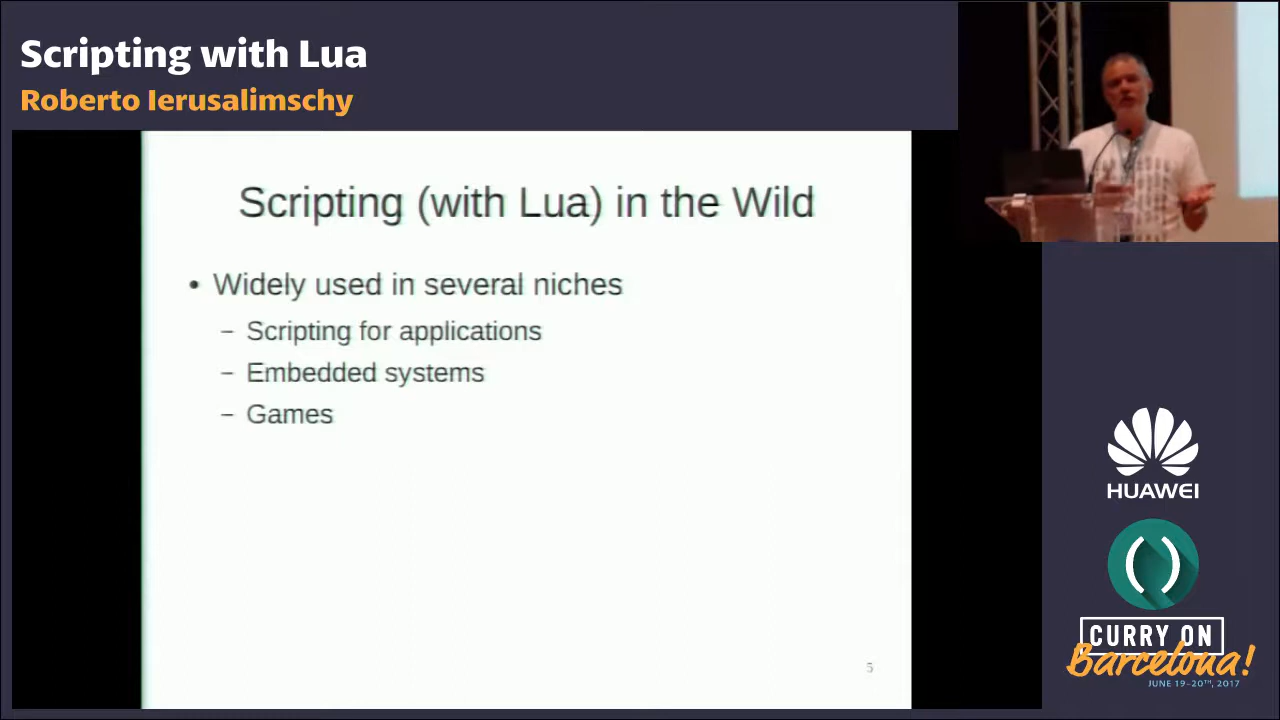 Scripting with Lua
Roberto Ierusalimschy
Scripting (with Lua) in the Wild
• Widely used in several niches
– Scripting for applications
– Embedded systems
– Games
5
HUAWEI
CURRY ON
Barcelona!
JUNE 19-20TH, 2017